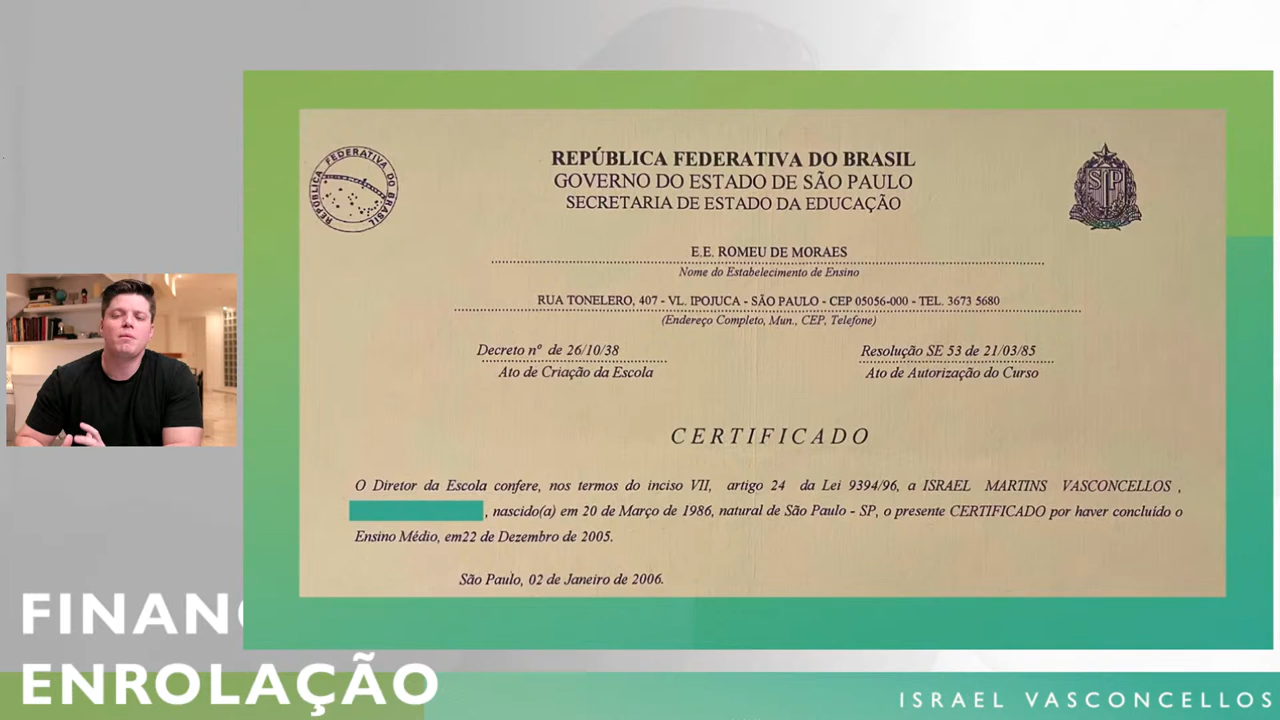 REPÚBLICA FEDERATIVA DO BRASIL
REPÚBLICA FEDERATIVA DO BRASIL
GOVERNO DO ESTADO DE SÃO PAULO
SECRETARIA DE ESTADO DA EDUCAÇÃO
SP
E.E. ROMEU DE MORAES
Nome do Estabelecimento de Ensino
RUA TONELERO, 407 - VL. IPOJUCA - SÃO PAULO - CEP 05056-000 - TEL. 3673 5680
(Endereço Completo, Mun., CEP, Telefone)
Decreto nº de 26/10/38
Ato de Criação da Escola
Resolução SE 53 de 21/03/85
Ato de Autorização do Curso
CERTIFICADO
O Diretor da Escola confere, nos termos do inciso VII, artigo 24 da Lei 9394/96, a ISRAEL MARTINS VASCONCELLOS ,
, nascido(a) em 20 de Março de 1986, natural de São Paulo - SP, o presente CERTIFICADO por haver concluído o
Ensino Médio, em22 de Dezembro de 2005.
São Paulo, 02 de Janeiro de 2006.
FINANÇ
ENROLAÇÃO
ISRAEL VASCONCELLOS